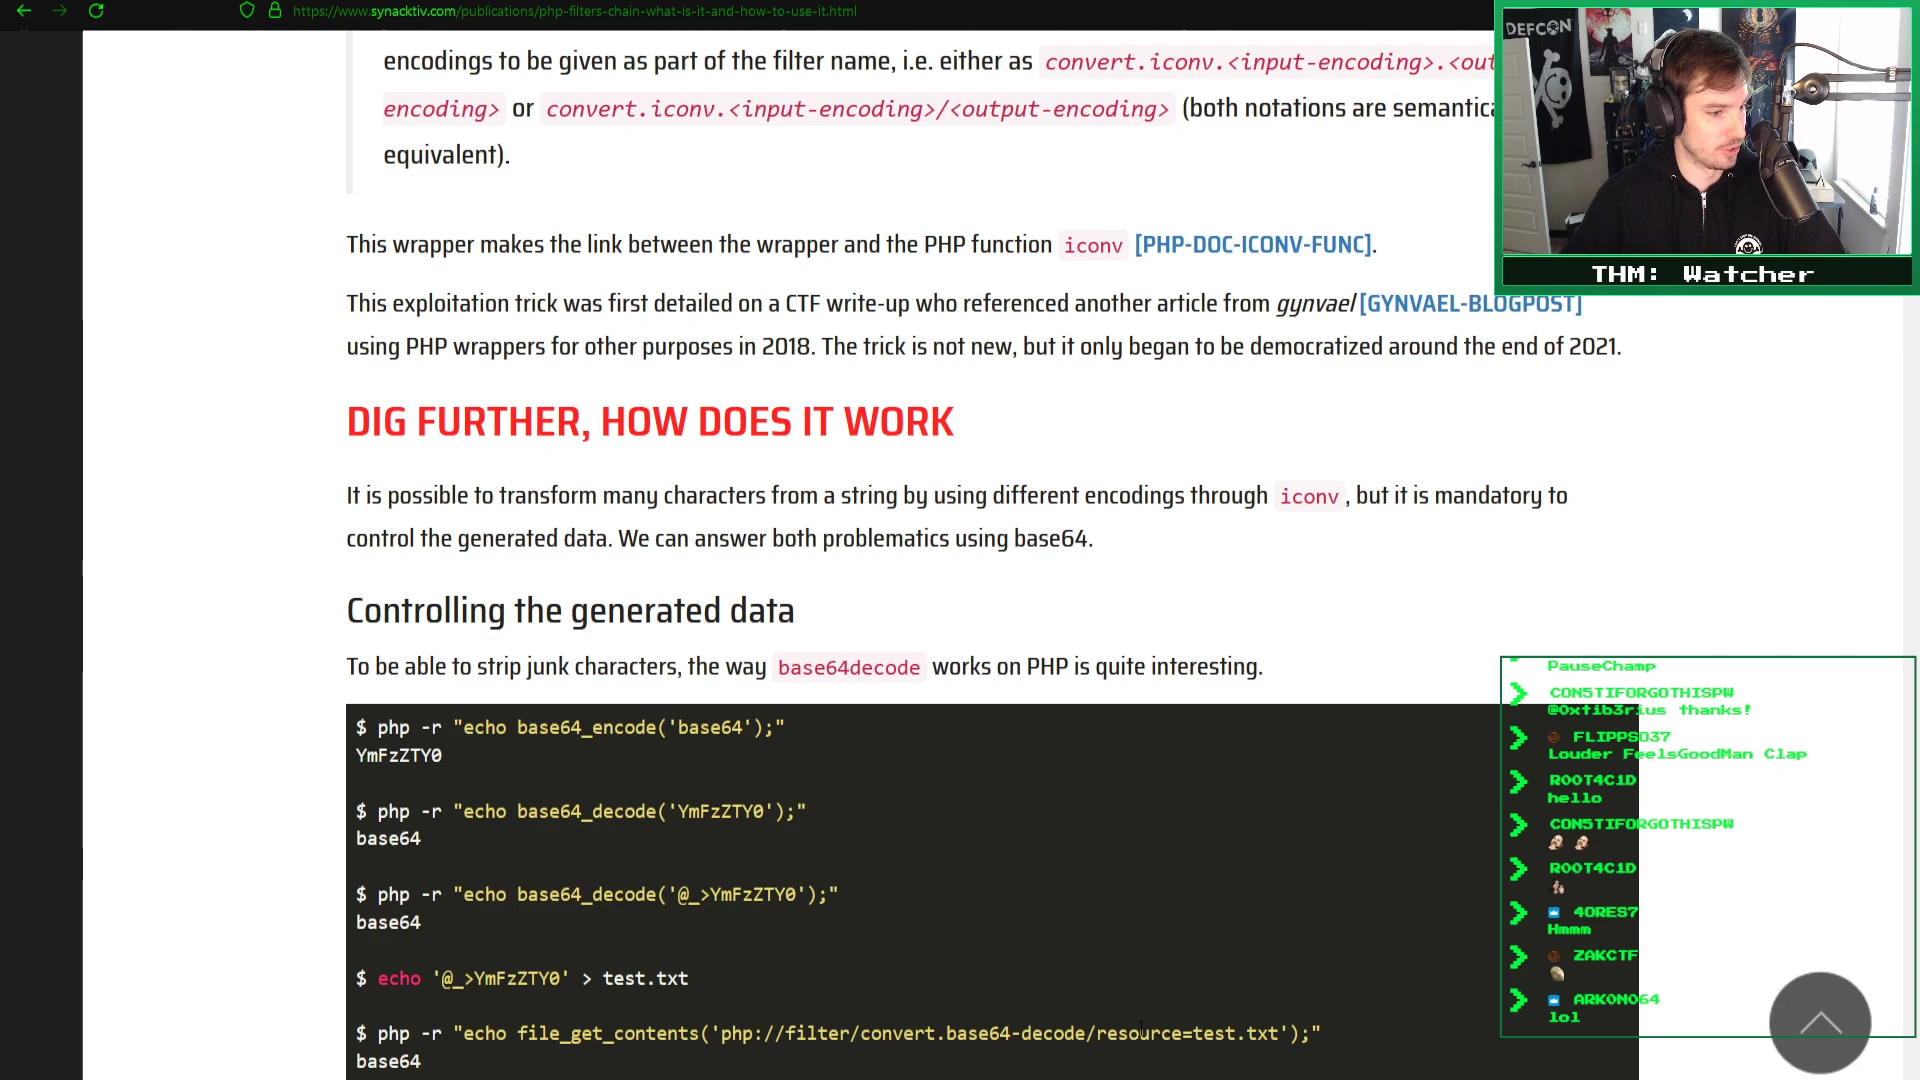 https://www.synacktiv.com/publications/php-filters-chain-what-is-it-and-how-to-use-it.html
encodings to be given as part of the filter name, i.e. either as convert.iconv.<input-encoding>.<out
encoding> or convert.iconv.<input-encoding>/<output-encoding> (both notations are semantica
equivalent).
This wrapper makes the link between the wrapper and the PHP function iconv [PHP-DOC-ICONV-FUNC].
This exploitation trick was first detailed on a CTF write-up who referenced another article from gynvael [GYNVAEL-BLOGPOST]
using PHP wrappers for other purposes in 2018. The trick is not new, but it only began to be democratized around the end of 2021.
DIG FURTHER, HOW DOES IT WORK
It is possible to transform many characters from a string by using different encodings through iconv, but it is mandatory to
control the generated data. We can answer both problematics using base64.
Controlling the generated data
To be able to strip junk characters, the way base64decode works on PHP is quite interesting.
$ php -r "echo base64_encode('base64');"
YmFzZTY0
$ php -r "echo base64_decode('YmFzZTY0');"
base64
$ php -r "echo base64_decode('@_>YmFzZTY0');"
base64
$ echo '@_>YmFzZTY0' > test.txt
$ php -r "echo file_get_contents('php://filter/convert.base64-decode/resource=test.txt');"
base64
DEFCON
THM: Watcher
PauseChamp
CON5TIFORGOTHISPW
@0xtib3rius thanks!
FLIPPSO37
Louder FeelsGoodMan Clap
R00T4C1D
hello
CON5TIFORGOTHISPW
R00T4C1D
4ORES7
Hmmm
ZAKCTF
ARKONO64
lol